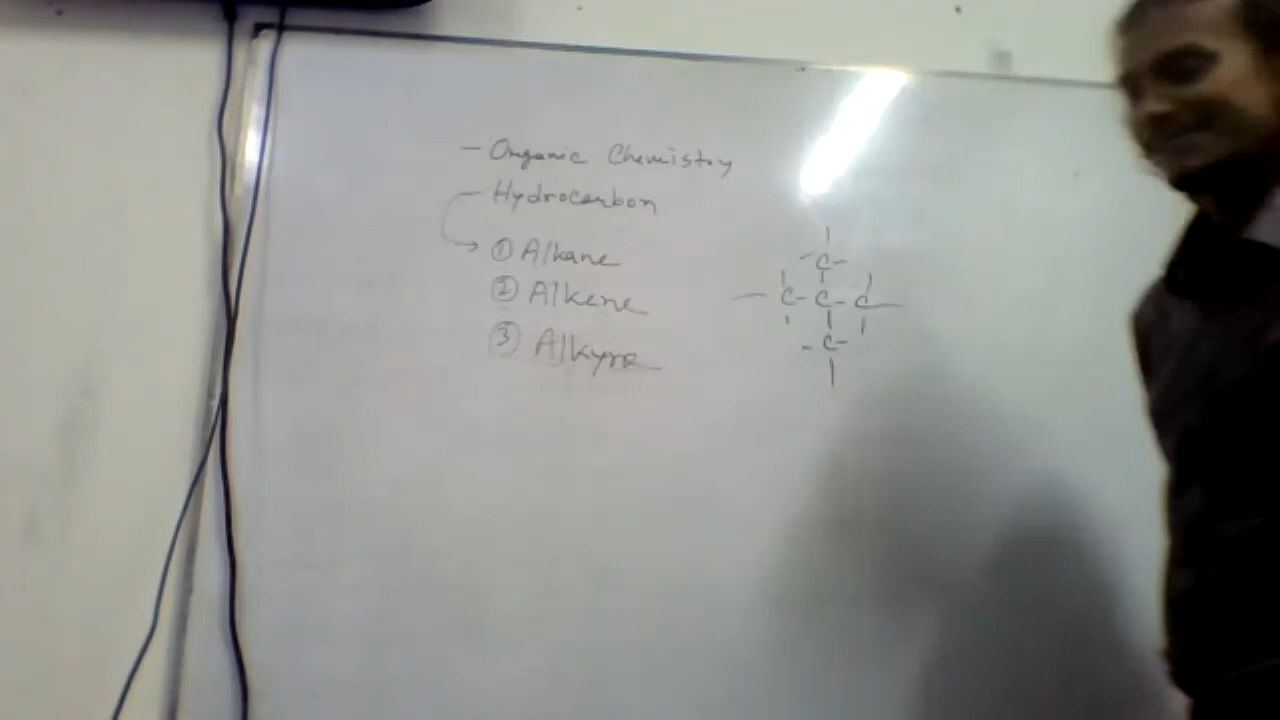 – Organic Chemistry
– Hydrocarbon
① Alkane
② Alkene
③ Alkyne
C
C - C - C
C